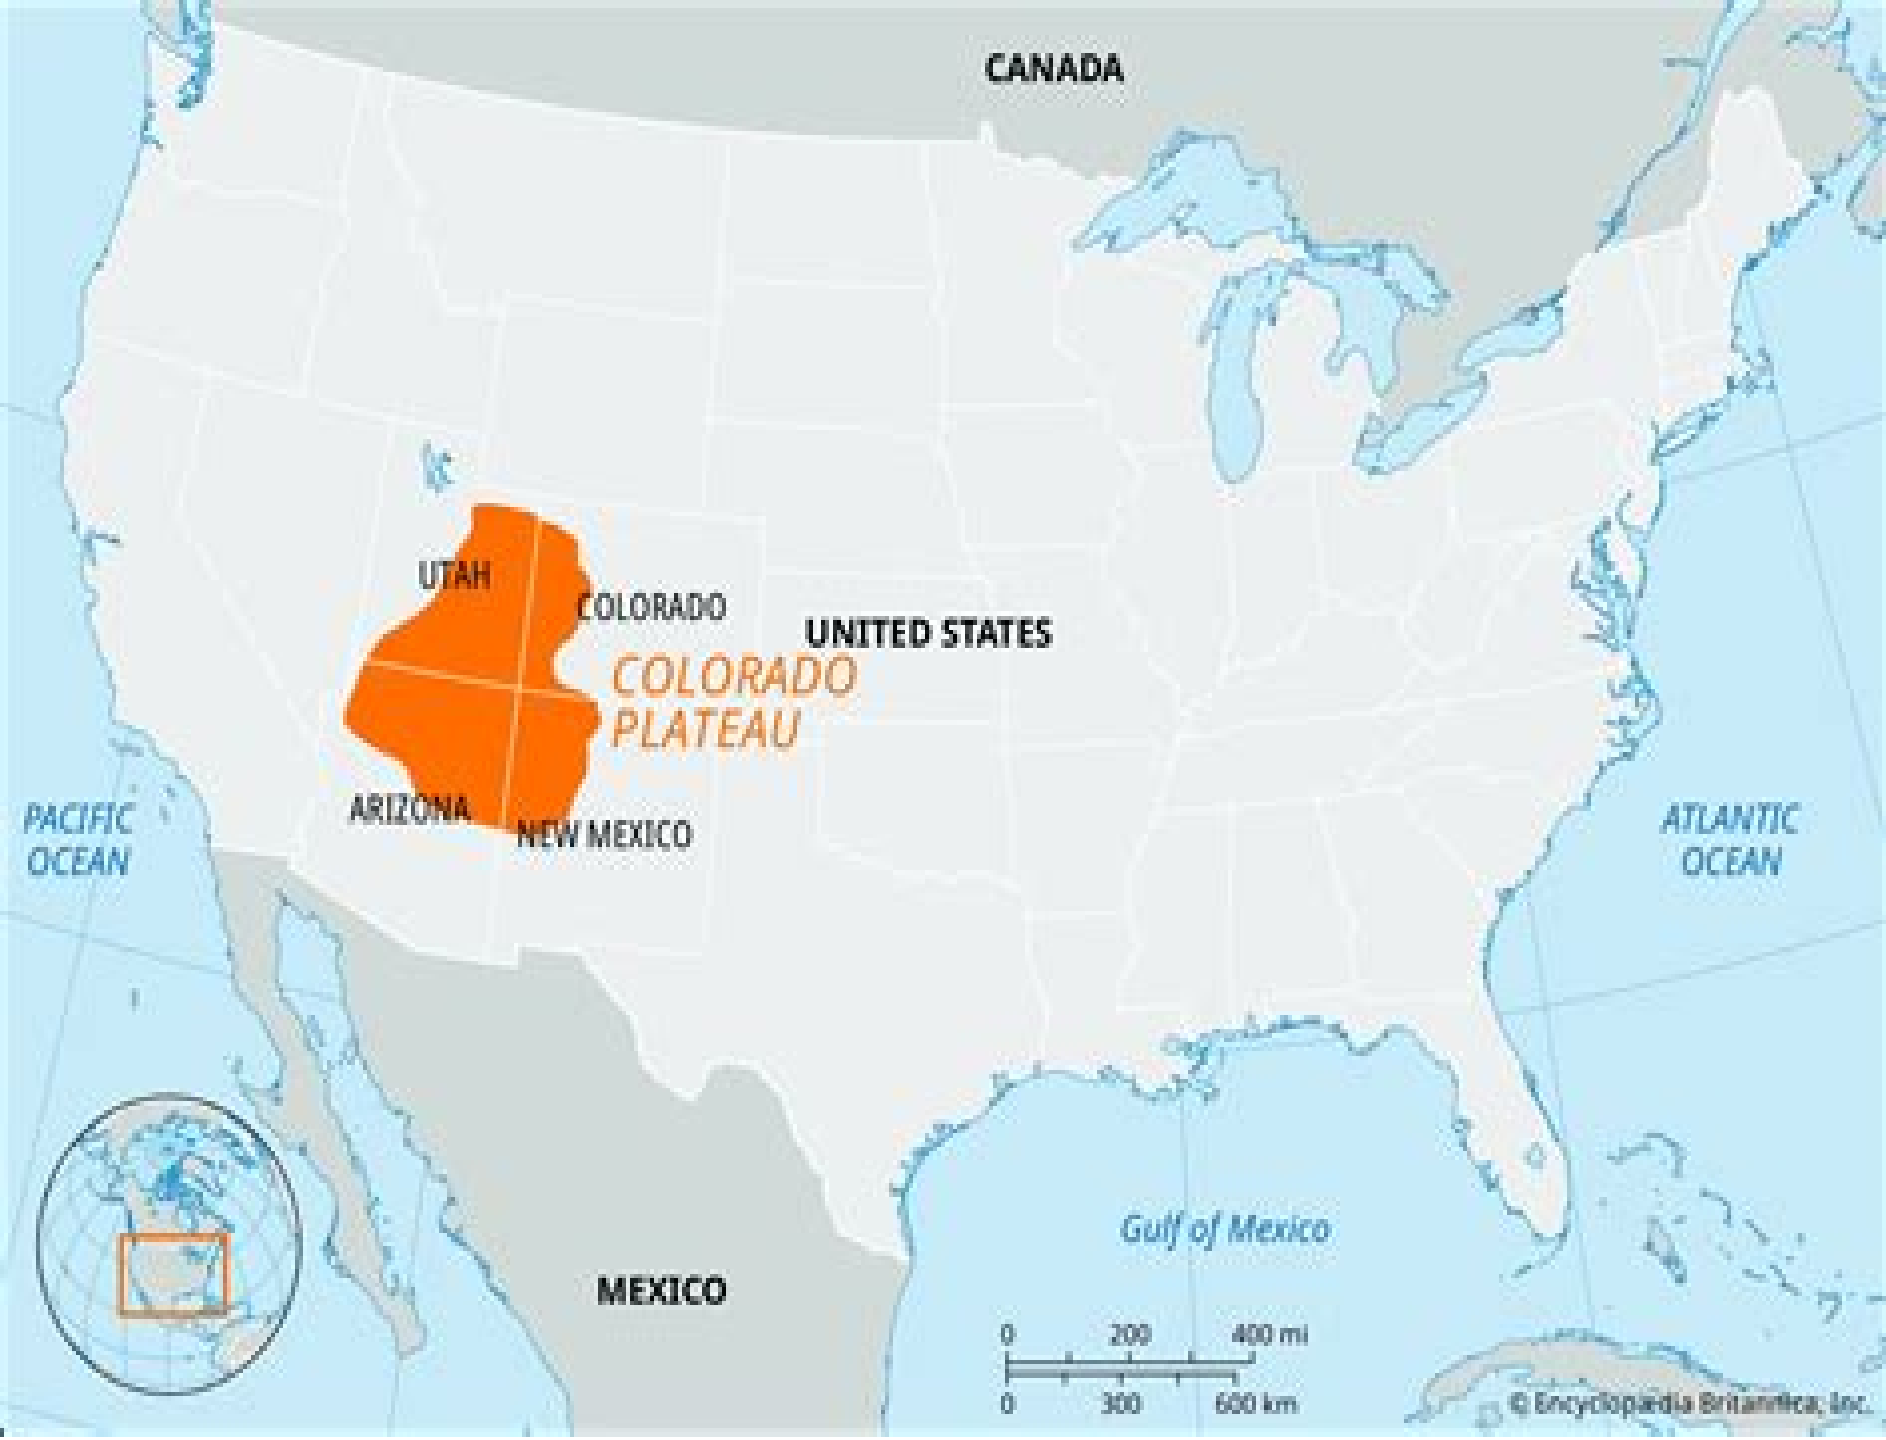 CANADA
UTAH
COLORADO
UNITED STATES
COLORADO
PLATEAU
ARIZONA
NEW MEXICO
PACIFIC
OCEAN
ATLANTIC
OCEAN
Gulf of Mexico
MEXICO
0 200 400 mi
0 300 600 km
© Encyclopædia Britannica, Inc.